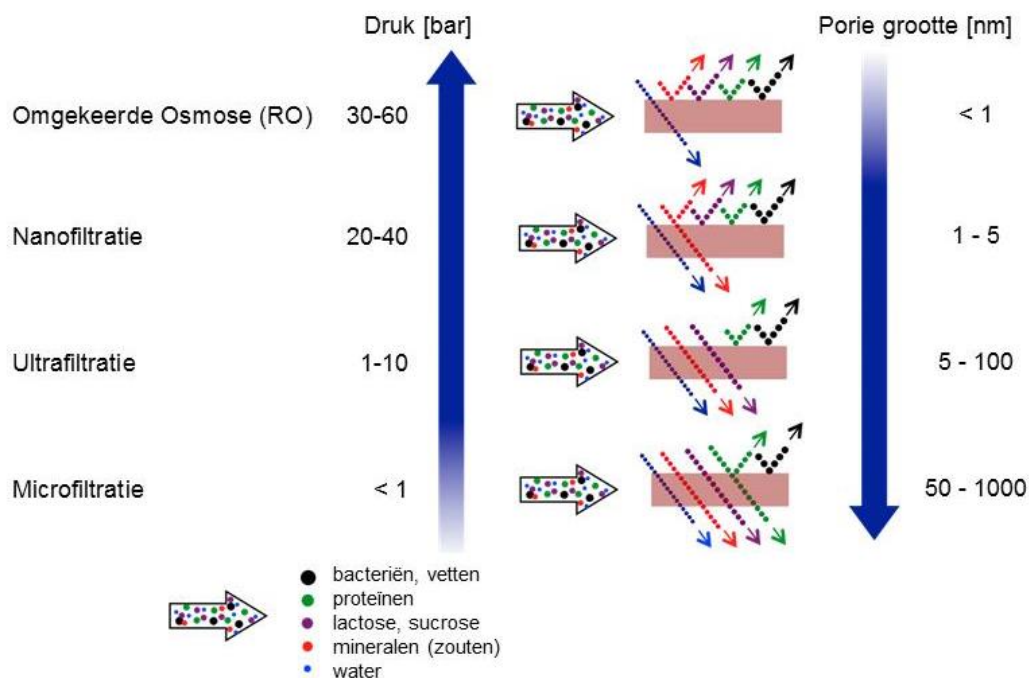 Druk [bar]
Porie grootte [nm]
Omgekeerde Osmose (RO)
30-60
< 1
Nanofiltratie
20-40
1 - 5
Ultrafiltratie
1-10
5 - 100
Microfiltratie
< 1
50 - 1000
bacteriën, vetten
proteïnen
lactose, sucrose
mineralen (zouten)
water